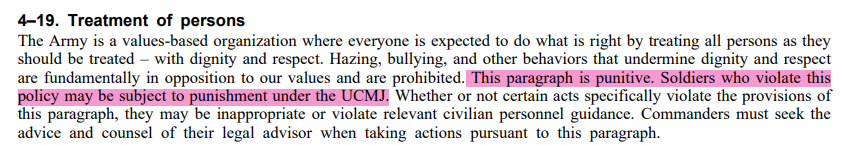 4–19. Treatment of persons
The Army is a values-based organization where everyone is expected to do what is right by treating all persons as they
should be treated – with dignity and respect. Hazing, bullying, and other behaviors that undermine dignity and respect
are fundamentally in opposition to our values and are prohibited. This paragraph is punitive. Soldiers who violate this
policy may be subject to punishment under the UCMJ. Whether or not certain acts specifically violate the provisions of
this paragraph, they may be inappropriate or violate relevant civilian personnel guidance. Commanders must seek the
advice and counsel of their legal advisor when taking actions pursuant to this paragraph.